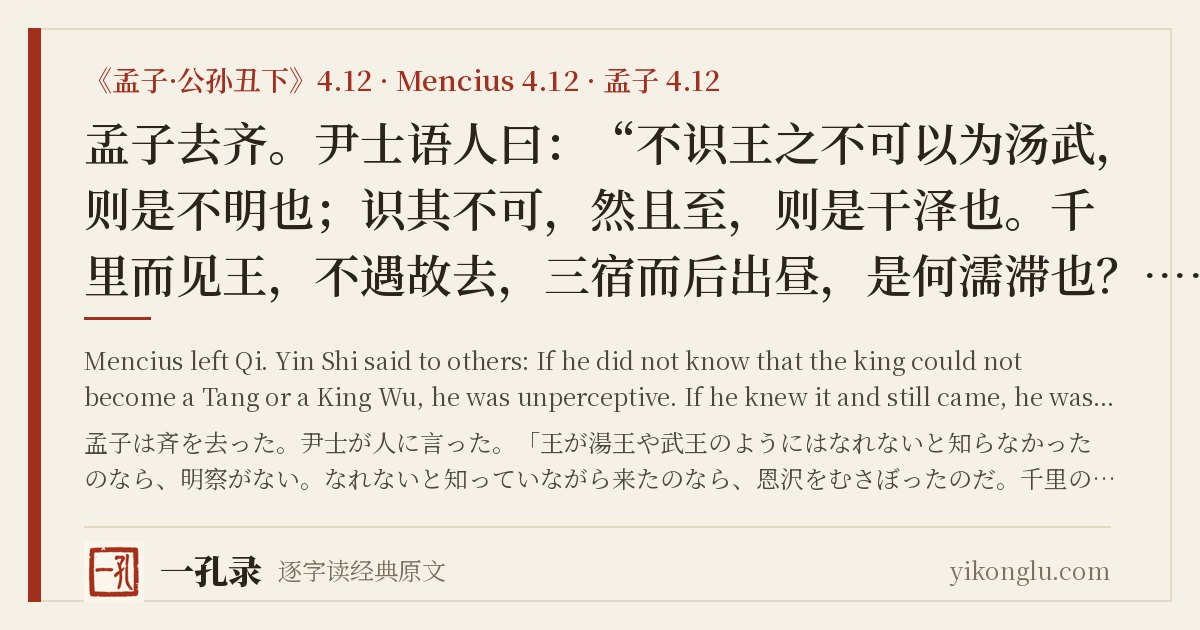 《孟子·公孙丑下》4.12 · Mencius 4.12 · 孟子 4.12
孟子去齐。尹士语人曰：“不识王之不可以为汤武，
则是不明也；识其不可，然且至，则是干泽也。千
里而见王，不遇故去，三宿而后出昼，是何濡滞也？……
Mencius left Qi. Yin Shi said to others: If he did not know that the king could not
become a Tang or a King Wu, he was unperceptive. If he knew it and still came, he was...
孟子は斉を去った。尹士が人に言った。「王が湯王や武王のようにはなれないと知らなかった
のなら、明察がない。なれないと知っていながら来たのなら、恩沢をむさぼったのだ。千里の…
一孔
一孔录 逐字读经典原文
yikonglu.com